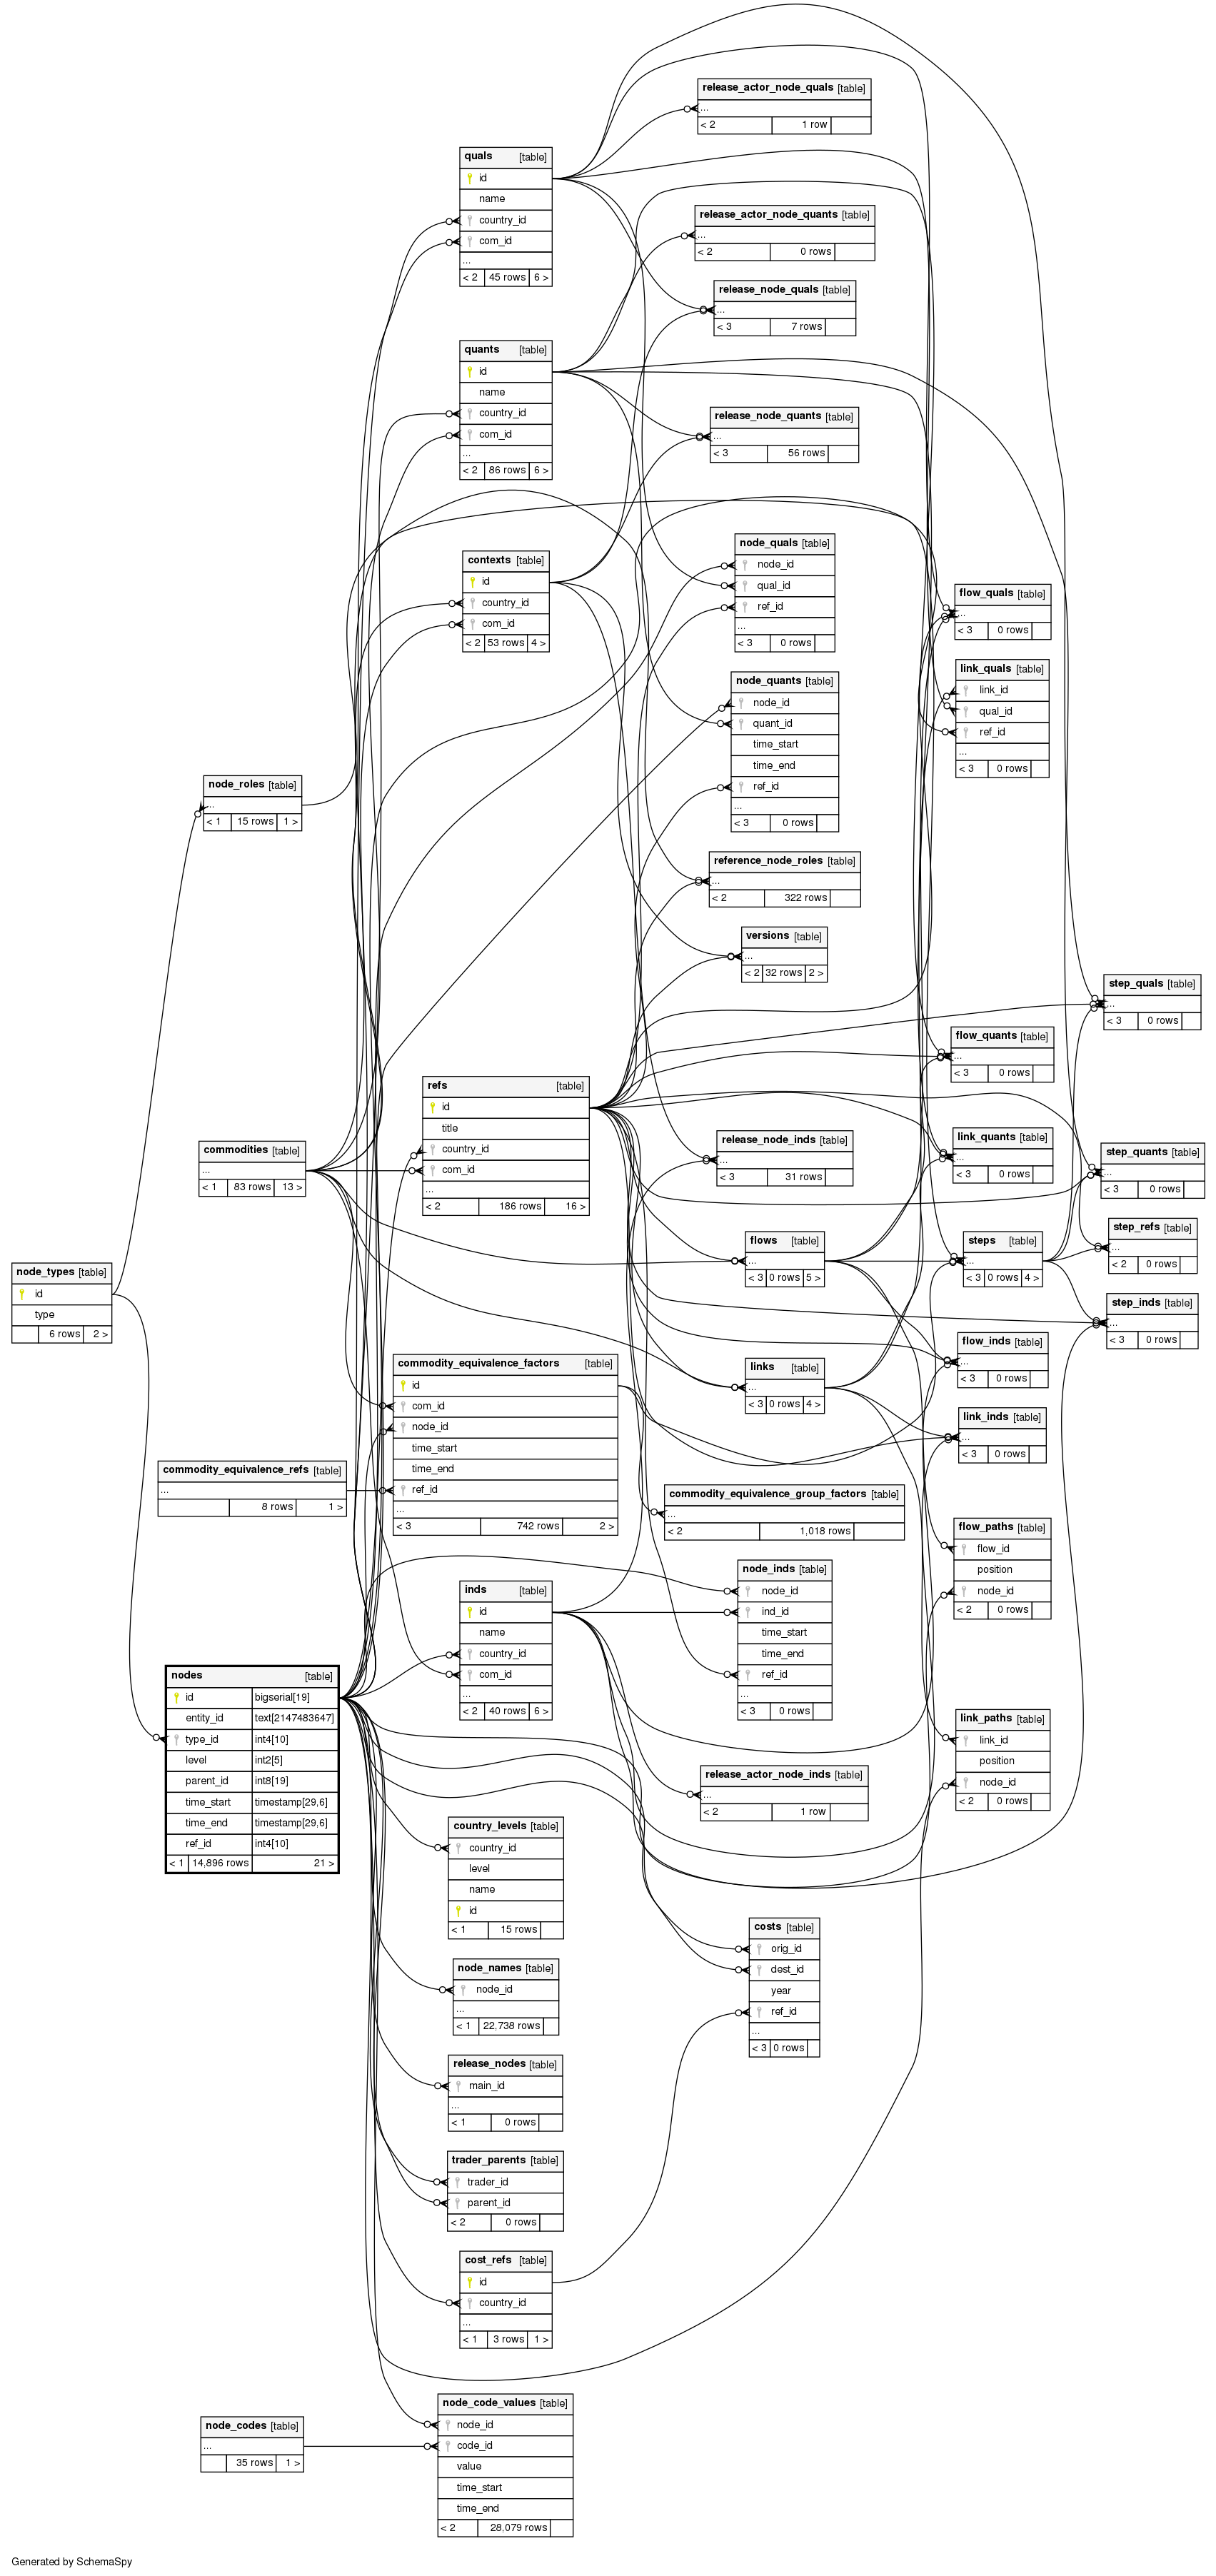 release_actor_node_quals [table]
...
< 2 1 row
quals [table]
id
name
country_id
com_id
...
< 2 45 rows 6 >
release_actor_node_quants [table]
...
< 2 0 rows
release_node_quals [table]
...
< 3 7 rows
quants [table]
id
name
country_id
com_id
...
< 2 86 rows 6 >
release_node_quants [table]
...
< 3 56 rows
contexts [table]
id
country_id
com_id
< 2 53 rows 4 >
node_quals [table]
node_id
qual_id
ref_id
...
< 3 0 rows
flow_quals [table]
...
< 3 0 rows
link_quals [table]
link_id
qual_id
ref_id
...
< 3 0 rows
node_quants [table]
node_id
quant_id
time_start
time_end
ref_id
...
< 3 0 rows
node_roles [table]
...
< 1 15 rows 1 >
reference_node_roles [table]
...
< 2 322 rows
versions [table]
...
< 2 32 rows 2 >
step_quals [table]
...
< 3 0 rows
flow_quants [table]
...
< 3 0 rows
refs [table]
id
title
country_id
com_id
...
< 2 186 rows 16 >
commodities [table]
...
< 1 83 rows 13 >
release_node_inds [table]
...
< 3 31 rows
link_quants [table]
...
< 3 0 rows
step_quants [table]
...
< 3 0 rows
step_refs [table]
...
< 2 0 rows
flows [table]
...
< 3 0 rows 5 >
steps [table]
...
< 3 0 rows 4 >
node_types [table]
id
type
6 rows 2 >
step_inds [table]
...
< 3 0 rows
flow_inds [table]
...
< 3 0 rows
commodity_equivalence_factors [table]
id
com_id
node_id
time_start
time_end
ref_id
...
< 3 742 rows 2 >
links [table]
...
< 3 0 rows 4 >
link_inds [table]
...
< 3 0 rows
commodity_equivalence_refs [table]
...
8 rows 1 >
commodity_equivalence_group_factors [table]
...
< 2 1,018 rows
flow_paths [table]
flow_id
position
node_id
< 2 0 rows
node_inds [table]
node_id
ind_id
time_start
time_end
ref_id
...
< 3 0 rows
inds [table]
id
name
country_id
com_id
...
< 2 40 rows 6 >
nodes [table]
id bigserial[19]
entity_id text[2147483647]
type_id int4[10]
level int2[5]
parent_id int8[19]
time_start timestamp[29,6]
time_end timestamp[29,6]
ref_id int4[10]
< 1 14,896 rows 21 >
link_paths [table]
link_id
position
node_id
< 2 0 rows
release_actor_node_inds [table]
...
< 2 1 row
country_levels [table]
country_id
level
name
id
< 1 15 rows
costs [table]
orig_id
dest_id
year
ref_id
...
< 3 0 rows
node_names [table]
node_id
...
< 1 22,738 rows
release_nodes [table]
main_id
...
< 1 0 rows
trader_parents [table]
trader_id
parent_id
< 2 0 rows
cost_refs [table]
id
country_id
...
< 1 3 rows 1 >
node_code_values [table]
node_id
code_id
value
time_start
time_end
< 2 28,079 rows
node_codes [table]
...
35 rows 1 >
Generated by SchemaSpy